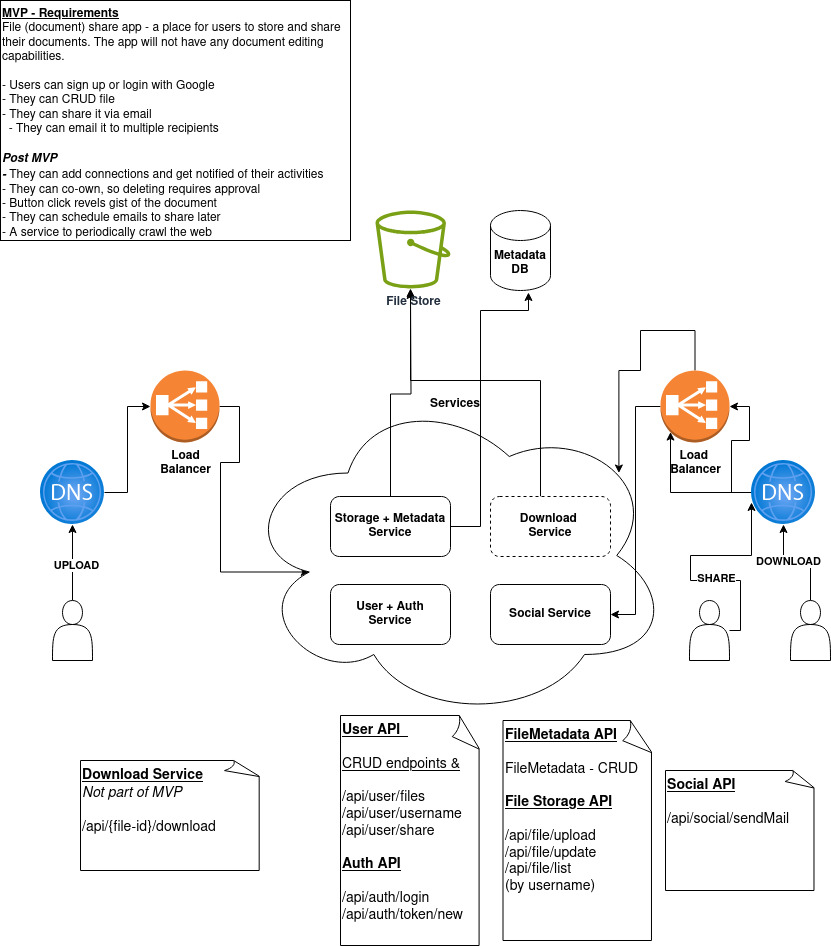 MVP - Requirements
File (document) share app - a place for users to store and share
their documents. The app will not have any document editing
capabilities.
- Users can sign up or login with Google
- They can CRUD file
- They can share it via email
- They can email it to multiple recipients
Post MVP
- They can add connections and get notified of their activities
- They can co-own, so deleting requires approval
- Button click revels gist of the document
- They can schedule emails to share later
- A service to periodically crawl the web
File Store
Metadata
DB
Services
Load
Balancer
Load
Balancer
DNS
DNS
UPLOAD
SHARE
DOWNLOAD
Storage + Metadata
Service
Download
Service
User + Auth
Service
Social Service
Download Service
Not part of MVP
/api/{file-id}/download
User API
CRUD endpoints &
/api/user/files
/api/user/username
/api/user/share
Auth API
/api/auth/login
/api/auth/token/new
FileMetadata API
FileMetadata - CRUD
File Storage API
/api/file/upload
/api/file/update
/api/file/list
(by username)
Social API
/api/social/sendMail